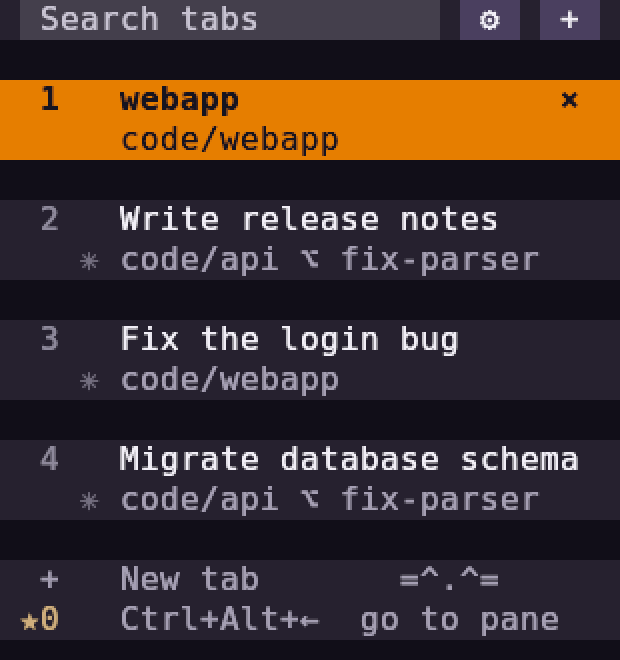 Search tabs ⚙ +
1 webapp ×
code/webapp
2 Write release notes
✳ code/api ⌥ fix-parser
3 Fix the login bug
✳ code/webapp
4 Migrate database schema
✳ code/api ⌥ fix-parser
+ New tab =^.^=
★0 Ctrl+Alt+← go to pane